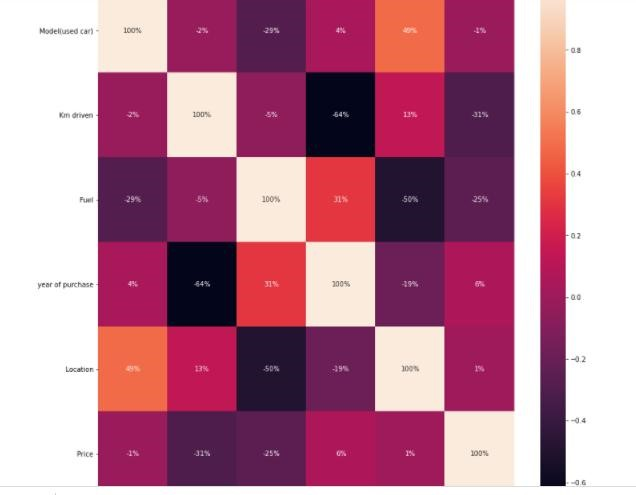 Model(used car) 100% -2% -29% 4% 49% -1%
Km driven -2% 100% -5% -64% 13% -31%
Fuel -29% -5% 100% 31% -50% -25%
year of purchase 4% -64% 31% 100% -19% 6%
Location 49% 13% -50% -19% 100% 1%
Price -1% -31% -25% 6% 1% 100%
0.8
0.6
0.4
0.2
0.0
−0.2
−0.4
−0.6